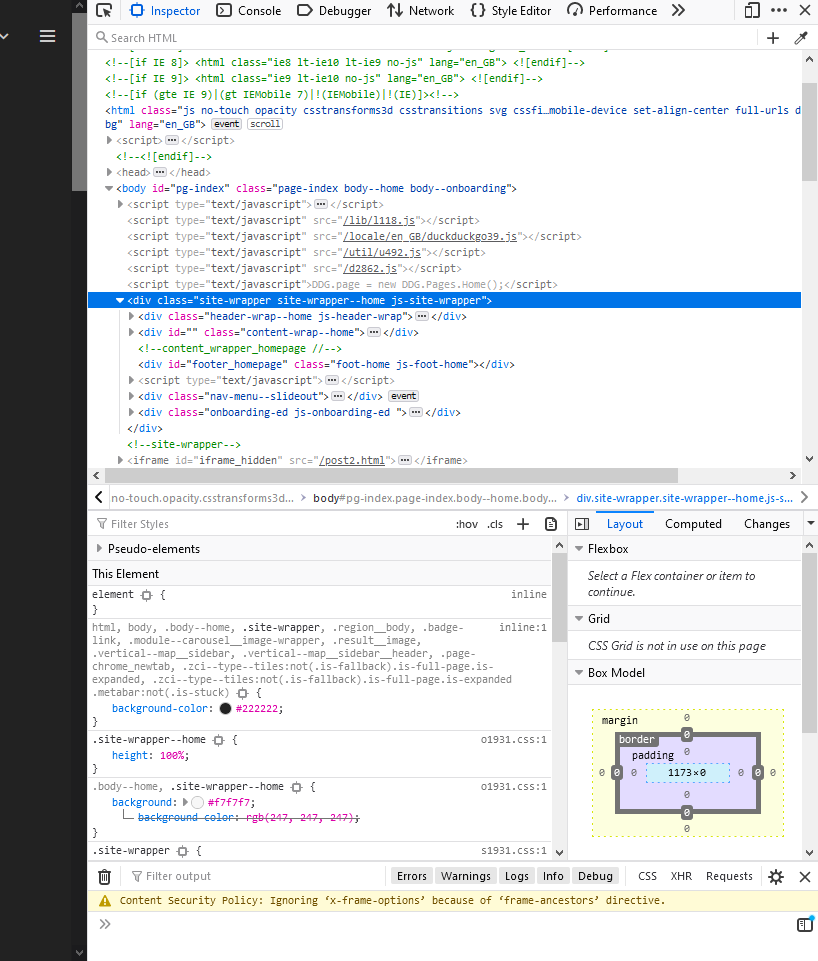 Inspector Console Debugger Network Style Editor Performance
Search HTML
<!--[if IE 8]> <html class="ie8 lt-ie10 lt-ie9 no-js" lang="en_GB"> <![endif]-->
<!--[if IE 9]> <html class="ie9 lt-ie10 no-js" lang="en_GB"> <![endif]-->
<!--[if (gte IE 9)|(gt IEMobile 7)|!(IEMobile)|!(IE)]><!-->
<html class="js no-touch opacity csstransforms3d csstransitions svg cssfi…mobile-device set-align-center full-urls d
bg" lang="en_GB"> event scroll
<script> ••• </script>
<!--<![endif]-->
<head> ••• </head>
<body id="pg-index" class="page-index body--home body--onboarding">
<script type="text/javascript"> ••• </script>
<script type="text/javascript" src="/lib/l118.js"></script>
<script type="text/javascript" src="/locale/en_GB/duckduckgo39.js"></script>
<script type="text/javascript" src="/util/u492.js"></script>
<script type="text/javascript" src="/d2862.js"></script>
<script type="text/javascript">DDG.page = new DDG.Pages.Home();</script>
<div class="site-wrapper site-wrapper--home js-site-wrapper">
<div class="header-wrap--home js-header-wrap"> ••• </div>
<div id="" class="content-wrap--home"> ••• </div>
<!--content_wrapper_homepage //-->
<div id="footer_homepage" class="foot-home js-foot-home"></div>
<script type="text/javascript"> ••• </script>
<div class="nav-menu--slideout"> ••• </div> event
<div class="onboarding-ed js-onboarding-ed "> ••• </div>
</div>
<!--site-wrapper-->
<iframe id="iframe_hidden" src="/post2.html"> ••• </iframe>
no-touch.opacity.csstransforms3d… body#pg-index.page-index.body--home.body… div.site-wrapper.site-wrapper--home.js-s…
Filter Styles :hov .cls + Layout Computed Changes
Pseudo-elements
This Element
element { inline
}
html, body, .body--home, .site-wrapper, .region__body, .badge- inline:1
link, .module--carousel__image-wrapper, .result__image,
.vertical--map__sidebar, .vertical--map__sidebar__header, .page-
chrome_newtab, .zci--type--tiles:not(.is-fallback).is-full-page.is-
expanded, .zci--type--tiles:not(.is-fallback).is-full-page.is-expanded
.metabar:not(.is-stuck) {
background-color: #222222;
}
.site-wrapper--home { o1931.css:1
height: 100%;
}
.body--home, .site-wrapper--home { o1931.css:1
background: #f7f7f7;
background-color: rgb(247, 247, 247);
}
.site-wrapper { s1931.css:1
Flexbox
Select a Flex container or item to
continue.
Grid
CSS Grid is not in use on this page
Box Model
margin 0
border 0
padding 0
0 0 0 1173×0 0 0 0
0
0
0
Filter output Errors Warnings Logs Info Debug CSS XHR Requests
Content Security Policy: Ignoring ‘x-frame-options’ because of ‘frame-ancestors’ directive.